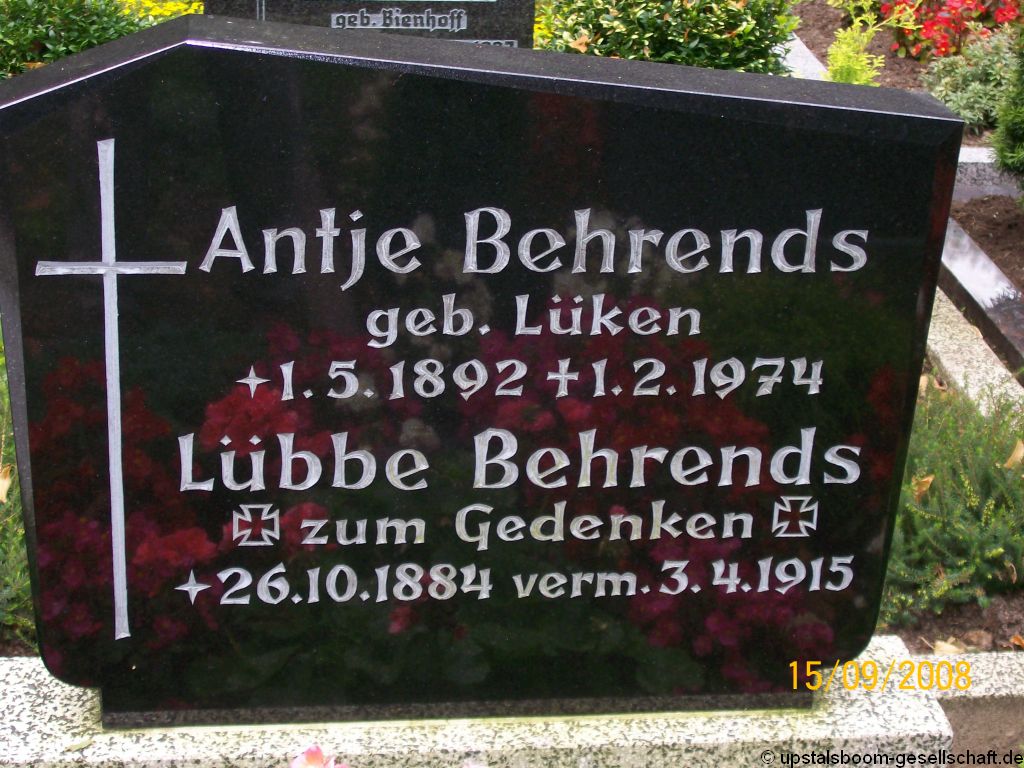 geb. Bienhoff
Antje Behrends
geb. Lüken
1.5.1892 † 1.2.1974
Lübbe Behrends
zum Gedenken
26.10.1884 verm. 3.4.1915
15/09/2008
© upstalsboom-gesellschaft.de